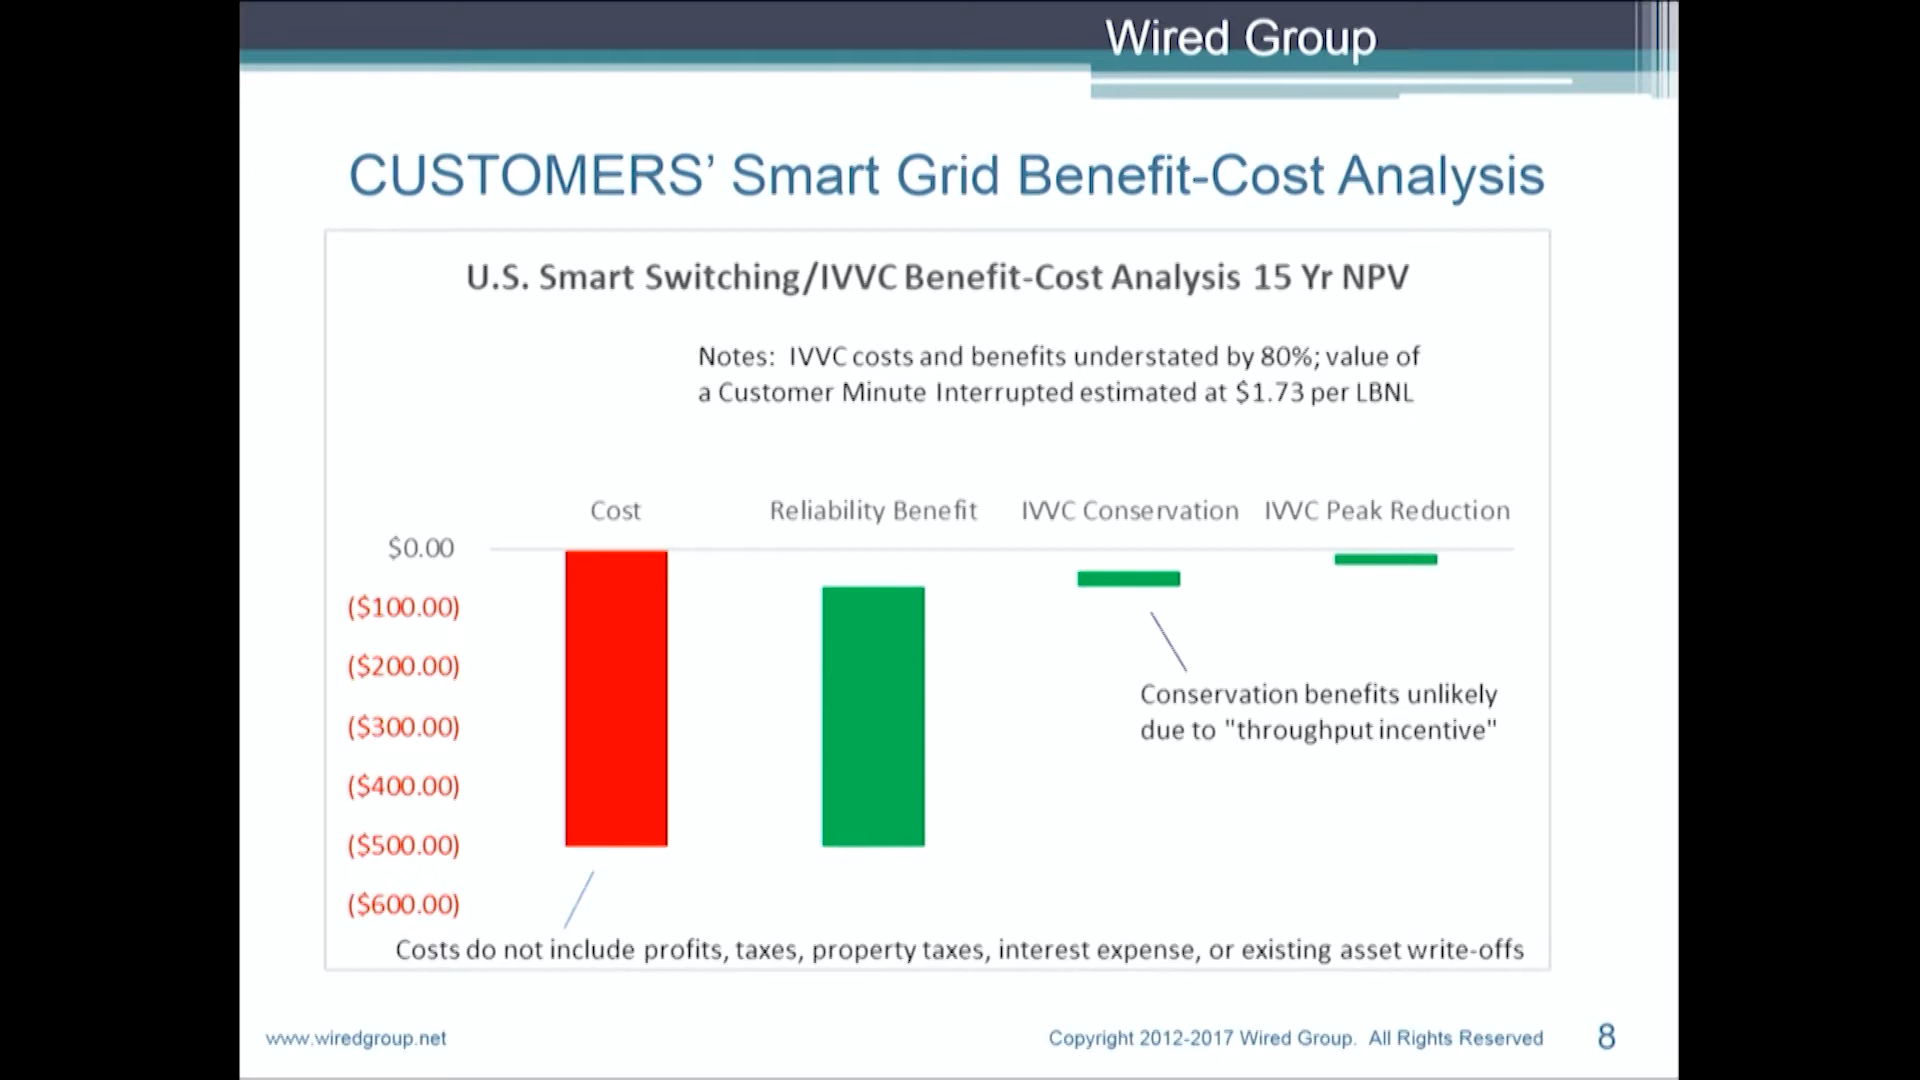 Wired Group
CUSTOMERS’ Smart Grid Benefit-Cost Analysis
U.S. Smart Switching/IVVC Benefit-Cost Analysis 15 Yr NPV
Notes: IVVC costs and benefits understated by 80%; value of
a Customer Minute Interrupted estimated at $1.73 per LBNL
Cost Reliability Benefit IVVC Conservation IVVC Peak Reduction
$0.00
($100.00)
($200.00)
($300.00)
($400.00)
($500.00)
($600.00)
Conservation benefits unlikely
due to "throughput incentive"
Costs do not include profits, taxes, property taxes, interest expense, or existing asset write-offs
www.wiredgroup.net
Copyright 2012-2017 Wired Group. All Rights Reserved
8